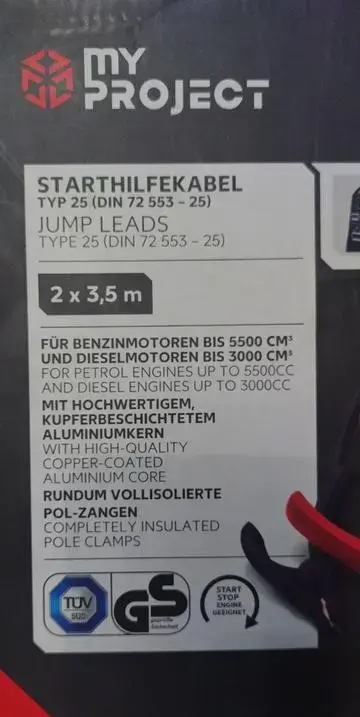 MY
PROJECT
STARTHILFEKABEL
TYP 25 (DIN 72 553 – 25)
JUMP LEADS
TYPE 25 (DIN 72 553 – 25)
2 x 3,5 m
FÜR BENZINMOTOREN BIS 5500 CM³
UND DIESELMOTOREN BIS 3000 CM³
FOR PETROL ENGINES UP TO 5500CC
AND DIESEL ENGINES UP TO 3000CC
MIT HOCHWERTIGEM,
KUPFERBESCHICHTETEM
ALUMINIUMKERN
WITH HIGH-QUALITY
COPPER-COATED
ALUMINIUM CORE
RUNDUM VOLLISOLIERTE
POL-ZANGEN
COMPLETELY INSULATED
POLE CLAMPS
TÜV
SÜD
GS
geprüfte
Sicherheit
START
STOP
ENGINE
GEEIGNET